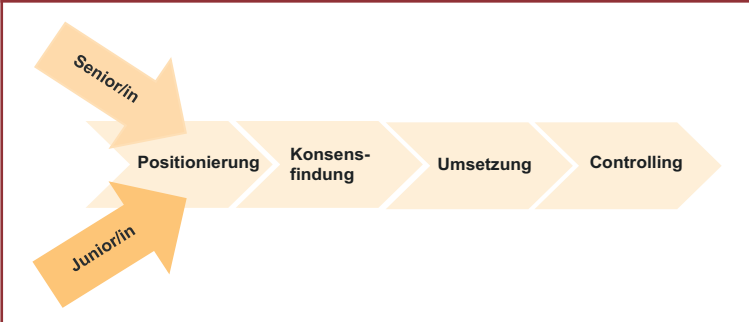 Senior/in
Positionierung
Konsens-
findung
Umsetzung
Controlling
Junior/in